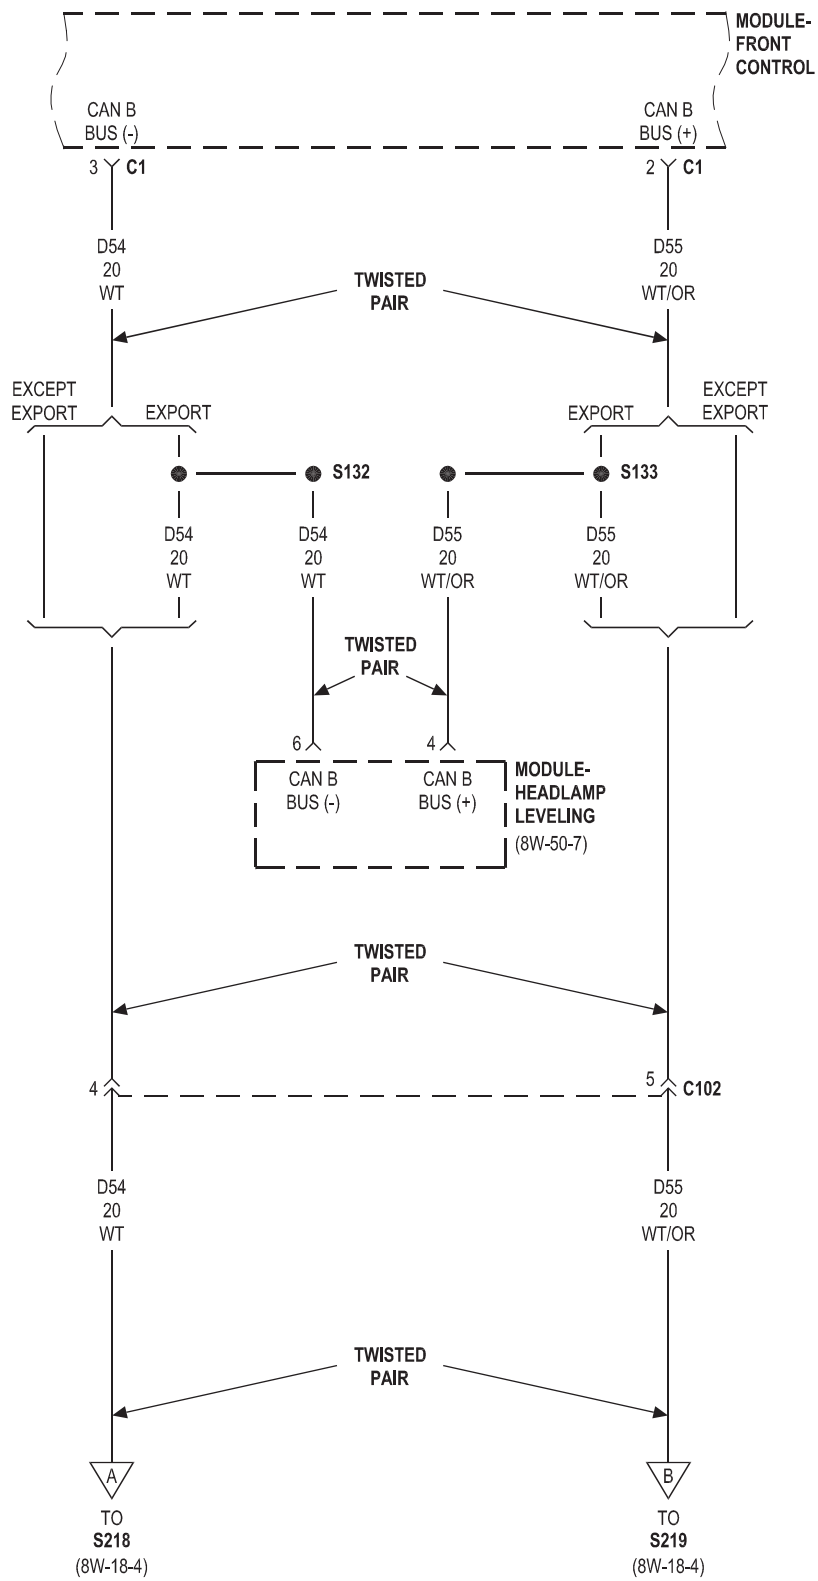 MODULE-
FRONT
CONTROL
CAN B
BUS (-)
CAN B
BUS (+)
3 C1
2 C1
D54
20
WT
D55
20
WT/OR
TWISTED
PAIR
EXCEPT
EXPORT
EXPORT
EXPORT
EXCEPT
EXPORT
S132
S133
D54
20
WT
D54
20
WT
D55
20
WT/OR
D55
20
WT/OR
TWISTED
PAIR
6
4
CAN B
BUS (-)
CAN B
BUS (+)
MODULE-
HEADLAMP
LEVELING
(8W-50-7)
TWISTED
PAIR
4
5
C102
D54
20
WT
D55
20
WT/OR
TWISTED
PAIR
A
B
TO
S218
(8W-18-4)
TO
S219
(8W-18-4)